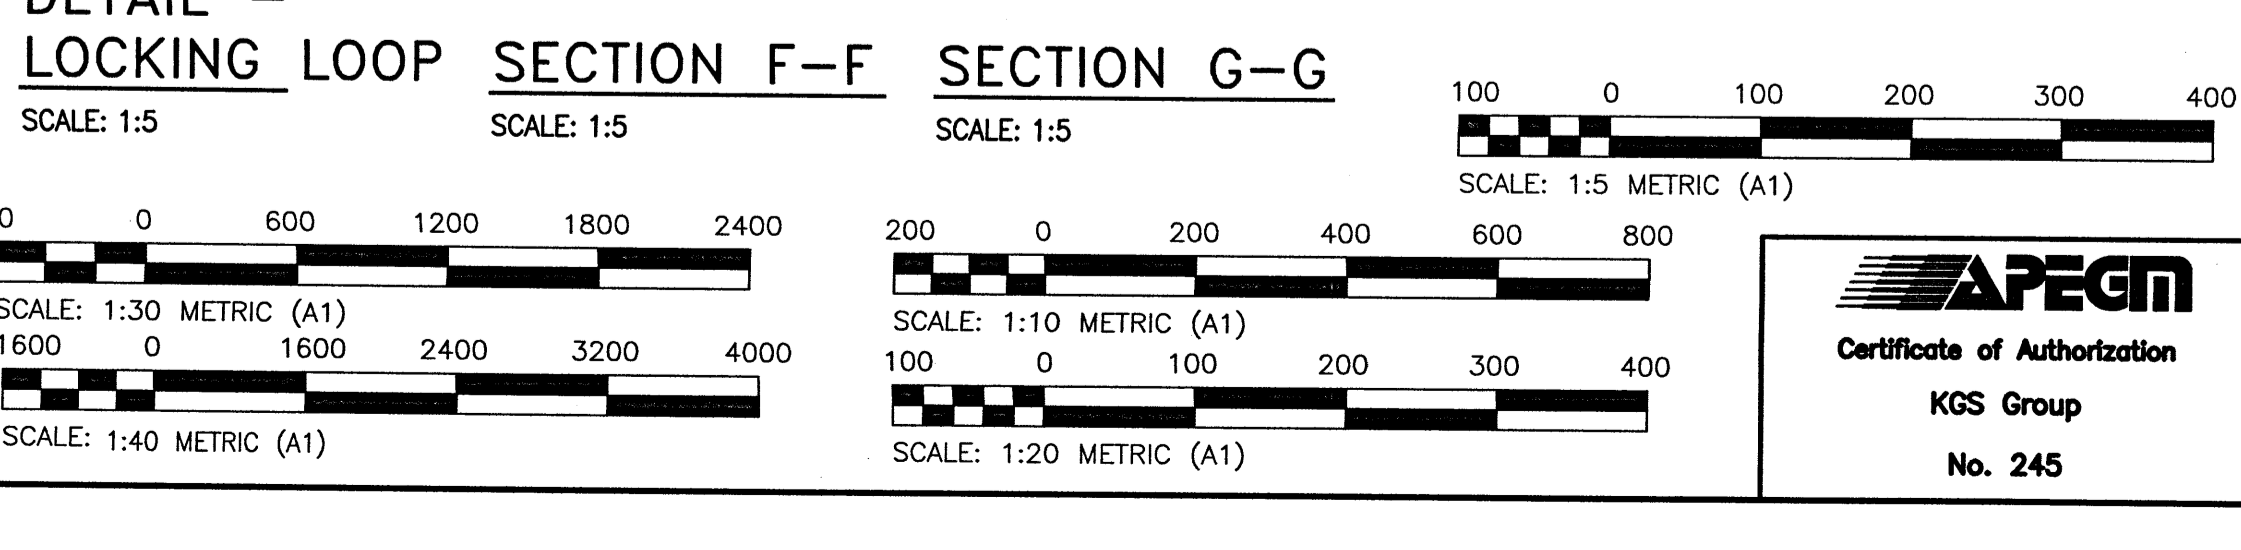 DETAIL -
LOCKING LOOP
SCALE: 1:5
SECTION F-F
SCALE: 1:5
SECTION G-G
SCALE: 1:5
100 0 100 200 300 400
SCALE: 1:5 METRIC (A1)
0 0 600 1200 1800 2400
SCALE: 1:30 METRIC (A1)
200 0 200 400 600 800
SCALE: 1:10 METRIC (A1)
1600 0 1600 2400 3200 4000
SCALE: 1:40 METRIC (A1)
100 0 100 200 300 400
SCALE: 1:20 METRIC (A1)
APEGM
Certificate of Authorization
KGS Group
No. 245